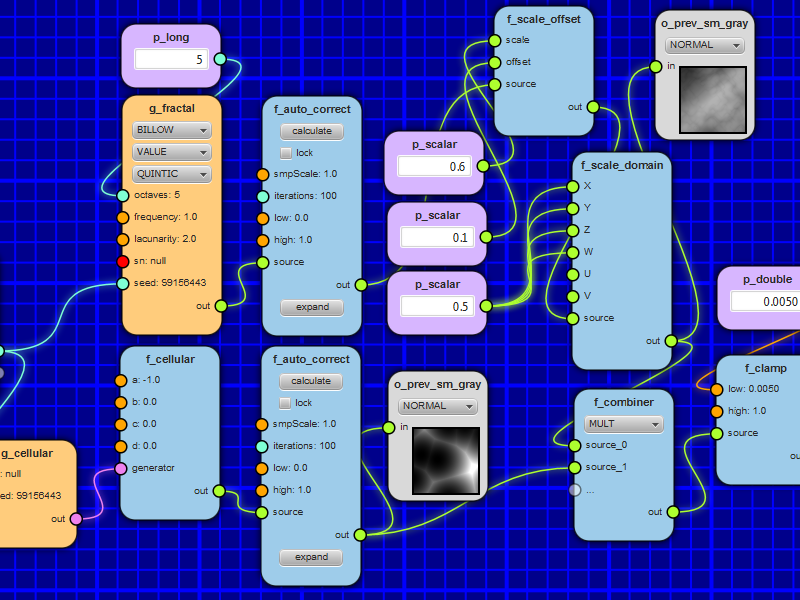 p_long
5
g_fractal
BILLOW
VALUE
QUINTIC
octaves: 5
frequency: 1.0
lacunarity: 2.0
sn: null
seed: 59156443
out
f_auto_correct
calculate
lock
smpScale: 1.0
iterations: 100
low: 0.0
high: 1.0
source
out
expand
f_scale_offset
scale
offset
source
out
o_prev_sm_gray
NORMAL
in
p_scalar
0.6
p_scalar
0.1
p_scalar
0.5
f_scale_domain
X
Y
Z
W
U
V
source
out
p_double
0.0050
f_cellular
a: -1.0
b: 0.0
c: 0.0
d: 0.0
generator
out
f_auto_correct
calculate
lock
smpScale: 1.0
iterations: 100
low: 0.0
high: 1.0
source
out
expand
o_prev_sm_gray
NORMAL
in
f_combiner
MULT
source_0
source_1
...
out
f_clamp
low: 0.0050
high: 1.0
source
ou
g_cellular
: null
ed: 59156443
out